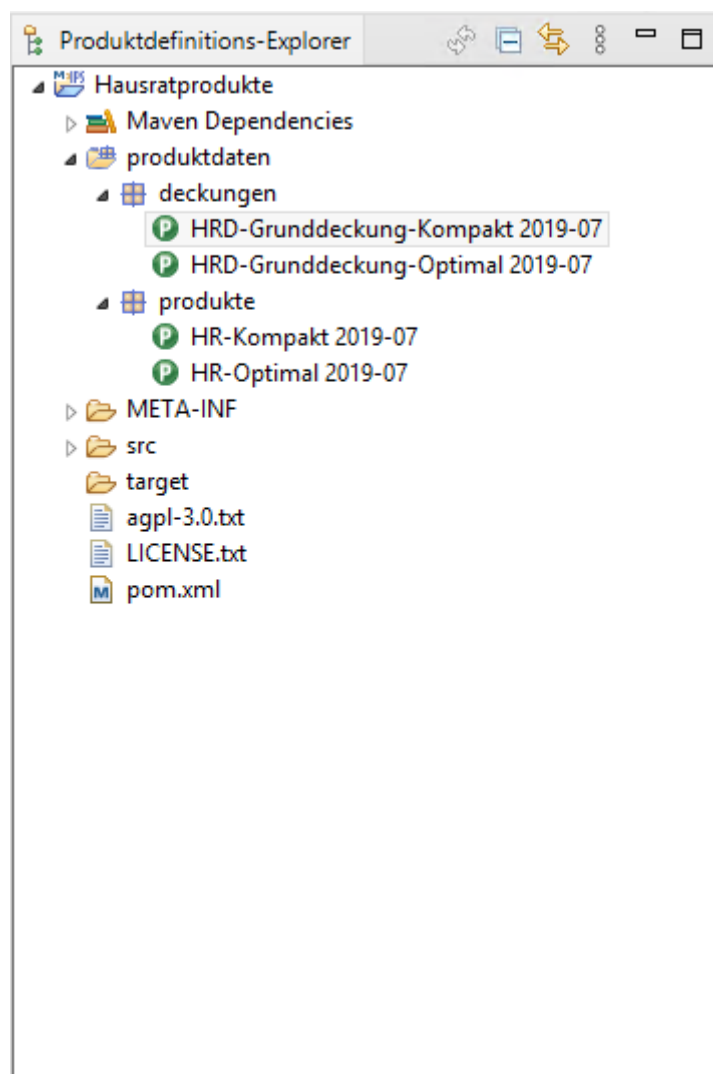 Produktdefinitions-Explorer
Hausratprodukte
Maven Dependencies
produktdaten
deckungen
HRD-Grunddeckung-Kompakt 2019-07
HRD-Grunddeckung-Optimal 2019-07
produkte
HR-Kompakt 2019-07
HR-Optimal 2019-07
META-INF
src
target
agpl-3.0.txt
LICENSE.txt
pom.xml